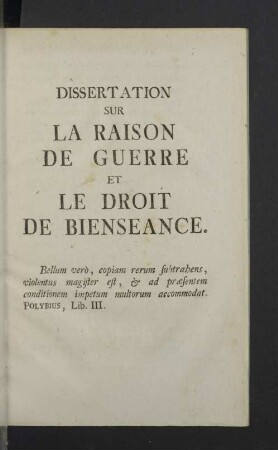 DISSERTATION
SUR
LA RAISON
DE GUERRE
ET
LE DROIT
DE BIENSEANCE.
Bellum verò, copiam rerum subtrahens,
violentus magister est, & ad præsentem
conditionem impetum multorum accommodat.
POLYBIUS, Lib. III.